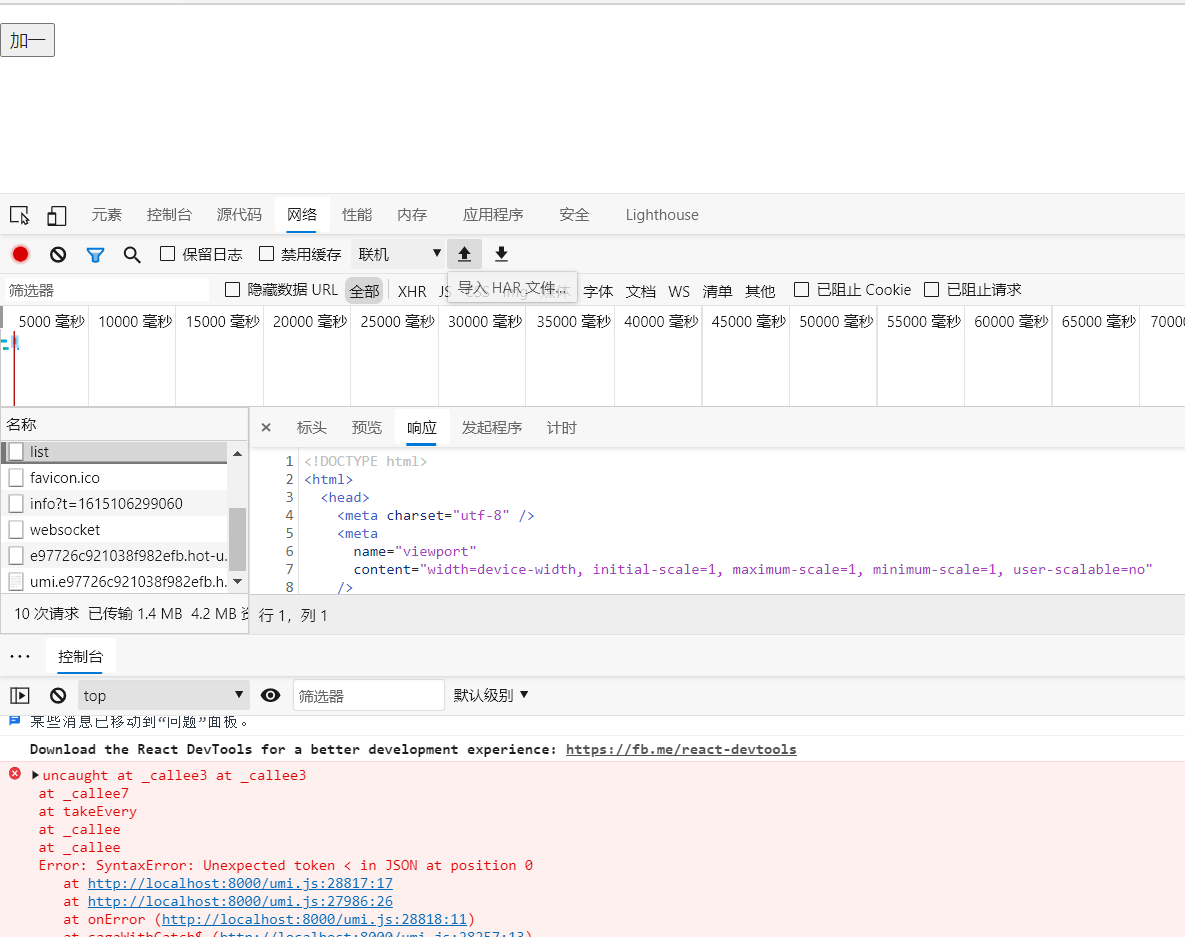 加一
元素 控制台 源代码 网络 性能 内存 应用程序 安全 Lighthouse
保留日志 禁用缓存 联机
筛选器 隐藏数据 URL 全部 XHR 导入 HAR 文件... 字体 文档 WS 清单 其他 已阻止 Cookie 已阻止请求
5000 毫秒 10000 毫秒 15000 毫秒 20000 毫秒 25000 毫秒 30000 毫秒 35000 毫秒 40000 毫秒 45000 毫秒 50000 毫秒 55000 毫秒 60000 毫秒 65000 毫秒 7000
名称
list
favicon.ico
info?t=1615106299060
websocket
e97726c921038f982efb.hot-u.
umi.e97726c921038f982efb.h.
10 次请求 已传输 1.4 MB 4.2 MB
× 标头 预览 响应 发起程序 计时
1 <!DOCTYPE html>
2 <html>
3 <head>
4 <meta charset="utf-8" />
5 <meta
6 name="viewport"
7 content="width=device-width, initial-scale=1, maximum-scale=1, minimum-scale=1, user-scalable=no"
8 />
行 1，列 1
控制台
top 筛选器 默认级别
某些消息已移动到“问题”面板。
Download the React DevTools for a better development experience: https://fb.me/react-devtools
uncaught at _callee3 at _callee3
at _callee7
at takeEvery
at _callee
at _callee
Error: SyntaxError: Unexpected token < in JSON at position 0
at http://localhost:8000/umi.js:28817:17
at http://localhost:8000/umi.js:27986:26
at onError (http://localhost:8000/umi.js:28818:11)
at sagaWithCatch$ (http://localhost:8000/umi.js:28257:13)